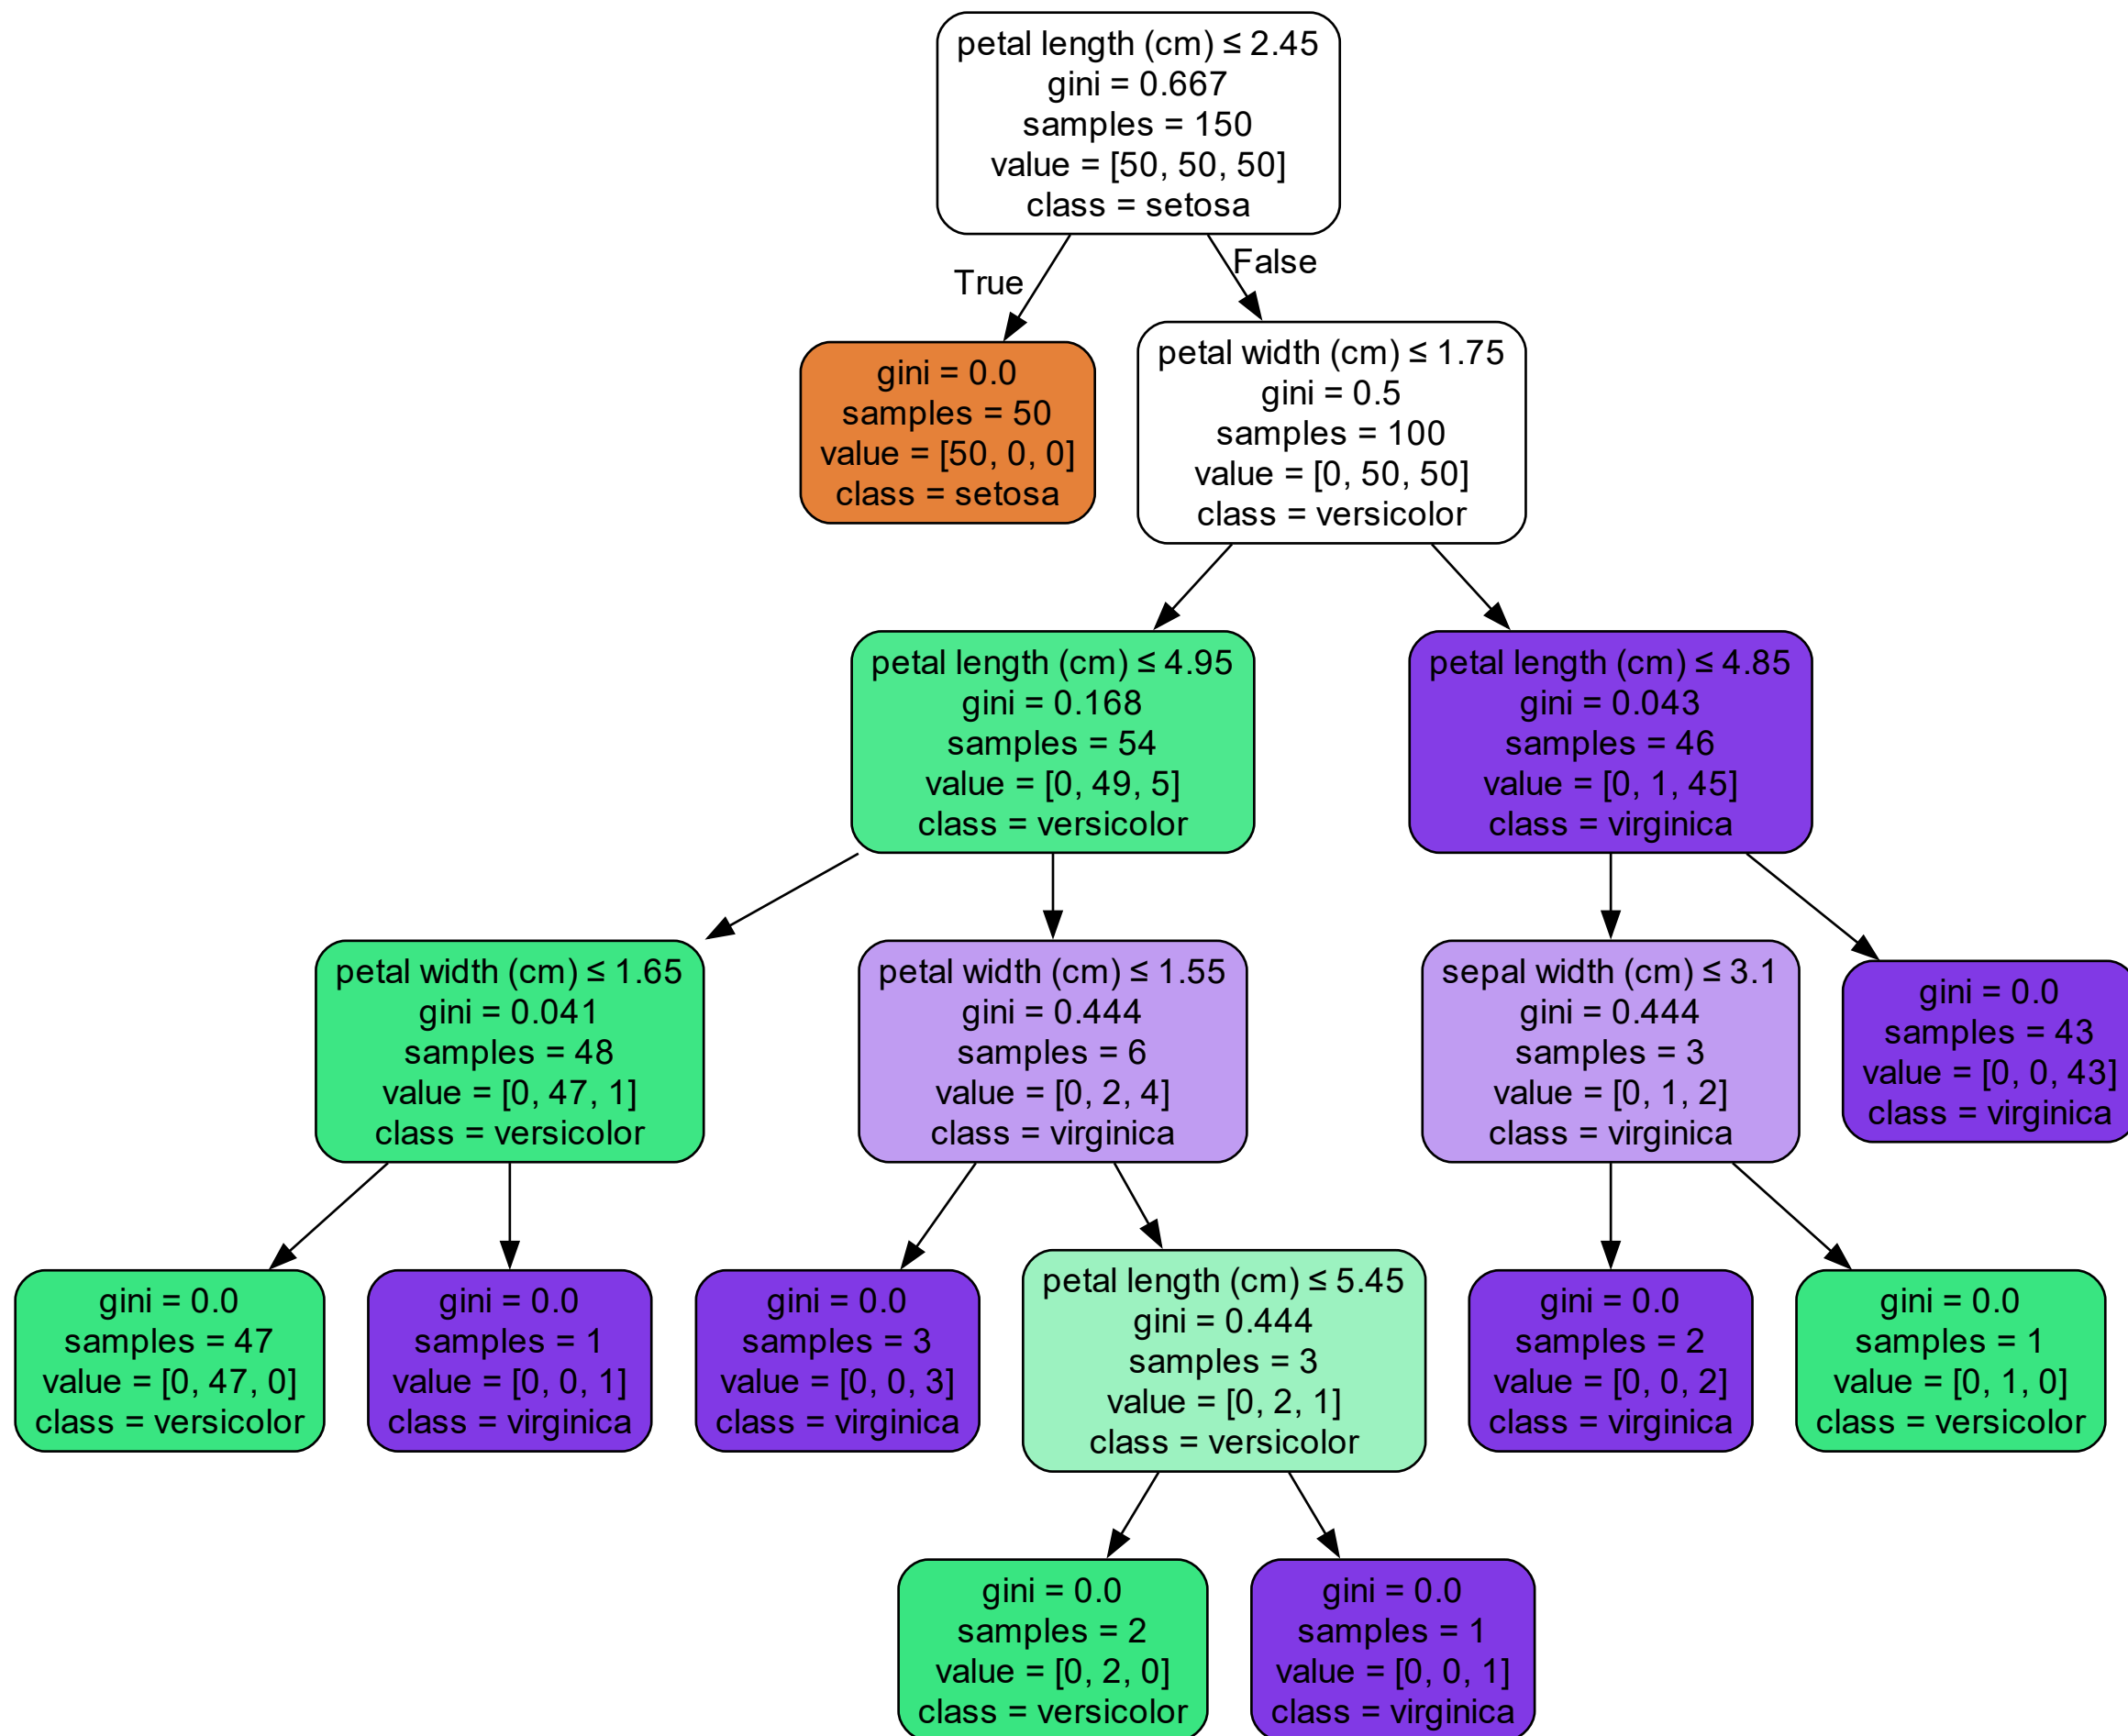 petal length (cm) ≤ 2.45
gini = 0.667
samples = 150
value = [50, 50, 50]
class = setosa
True
False
gini = 0.0
samples = 50
value = [50, 0, 0]
class = setosa
petal width (cm) ≤ 1.75
gini = 0.5
samples = 100
value = [0, 50, 50]
class = versicolor
petal length (cm) ≤ 4.95
gini = 0.168
samples = 54
value = [0, 49, 5]
class = versicolor
petal length (cm) ≤ 4.85
gini = 0.043
samples = 46
value = [0, 1, 45]
class = virginica
petal width (cm) ≤ 1.65
gini = 0.041
samples = 48
value = [0, 47, 1]
class = versicolor
petal width (cm) ≤ 1.55
gini = 0.444
samples = 6
value = [0, 2, 4]
class = virginica
sepal width (cm) ≤ 3.1
gini = 0.444
samples = 3
value = [0, 1, 2]
class = virginica
gini = 0.0
samples = 43
value = [0, 0, 43]
class = virginica
gini = 0.0
samples = 47
value = [0, 47, 0]
class = versicolor
gini = 0.0
samples = 1
value = [0, 0, 1]
class = virginica
gini = 0.0
samples = 3
value = [0, 0, 3]
class = virginica
petal length (cm) ≤ 5.45
gini = 0.444
samples = 3
value = [0, 2, 1]
class = versicolor
gini = 0.0
samples = 2
value = [0, 0, 2]
class = virginica
gini = 0.0
samples = 1
value = [0, 1, 0]
class = versicolor
gini = 0.0
samples = 2
value = [0, 2, 0]
class = versicolor
gini = 0.0
samples = 1
value = [0, 0, 1]
class = virginica